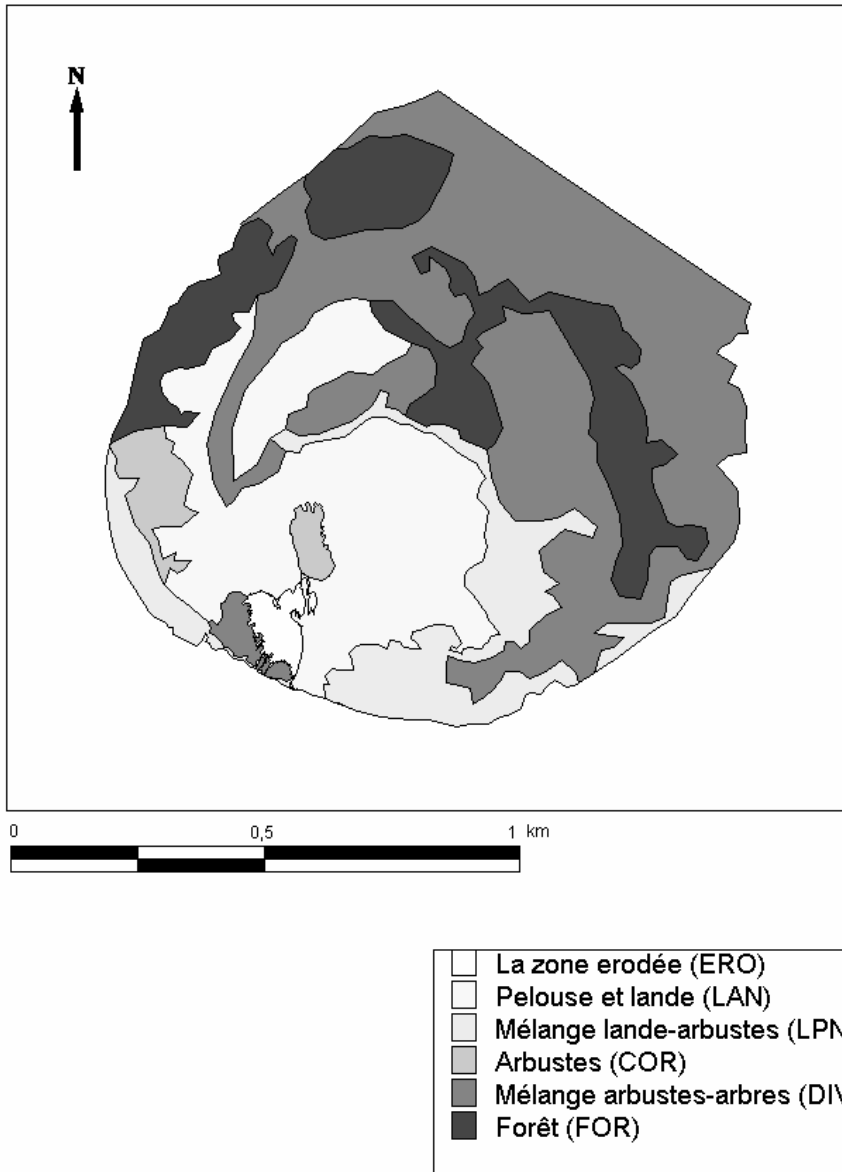 N
0 0,5 1 km
La zone erodée (ERO)
Pelouse et lande (LAN)
Mélange lande-arbustes (LPN
Arbustes (COR)
Mélange arbustes-arbres (DIV
Forêt (FOR)